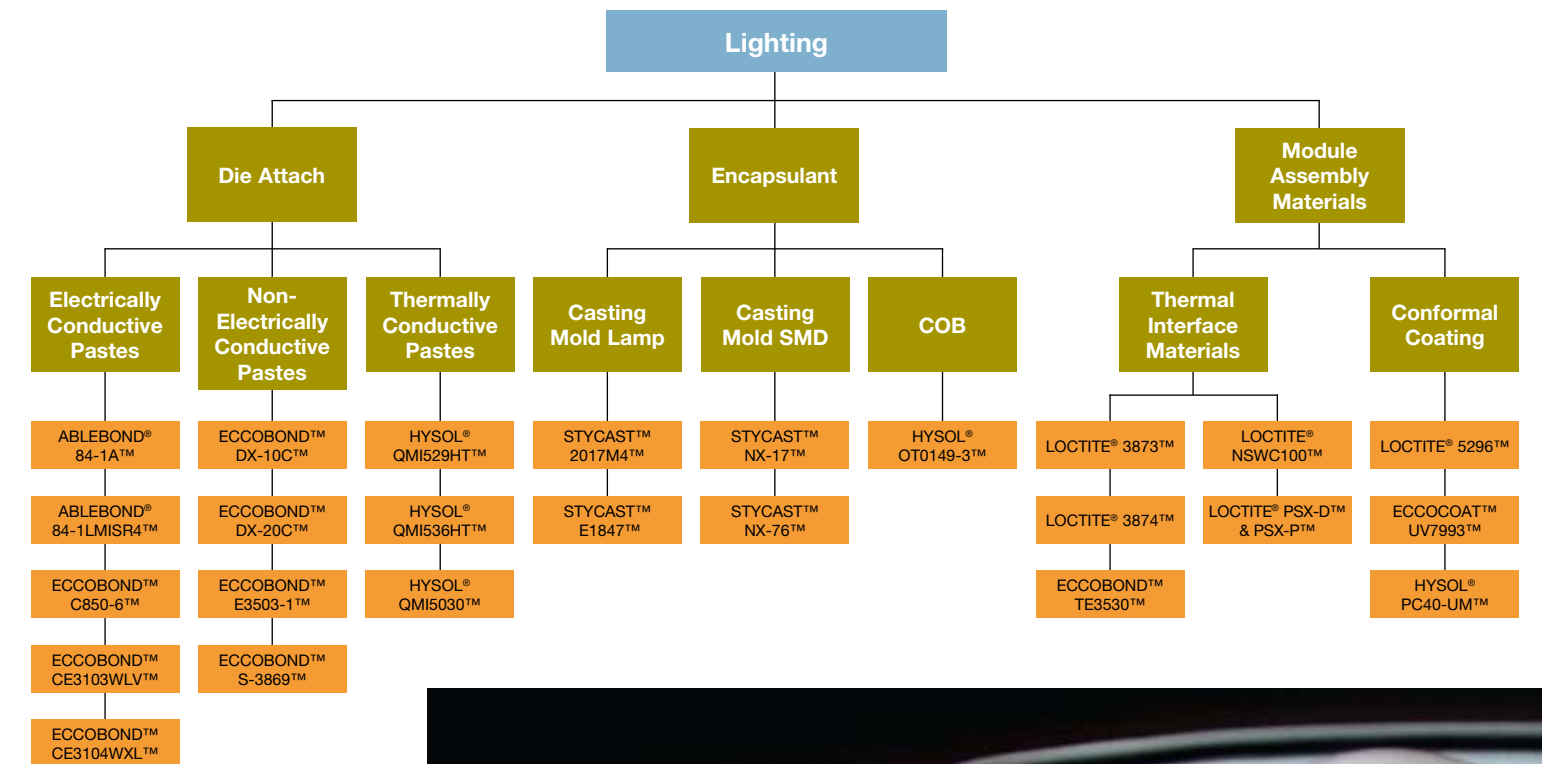 Lighting
Die Attach
Encapsulant
Module
Assembly
Materials
Electrically
Conductive
Pastes
Non-
Electrically
Conductive
Pastes
Thermally
Conductive
Pastes
Casting
Mold Lamp
Casting
Mold SMD
COB
Thermal
Interface
Materials
Conformal
Coating
ABLEBOND®
84-1A™
ABLEBOND®
84-1LMISR4™
ECCOBOND™
C850-6™
ECCOBOND™
CE3103WLV™
ECCOBOND™
CE3104WXL™
ECCOBOND™
DX-10C™
ECCOBOND™
DX-20C™
ECCOBOND™
E3503-1™
ECCOBOND™
S-3869™
HYSOL®
QMI529HT™
HYSOL®
QMI536HT™
HYSOL®
QMI5030™
STYCAST™
2017M4™
STYCAST™
E1847™
STYCAST™
NX-17™
STYCAST™
NX-76™
HYSOL®
OT0149-3™
LOCTITE® 3873™
LOCTITE® 3874™
ECCOBOND™
TE3530™
LOCTITE®
NSWC100™
LOCTITE® PSX-D™
& PSX-P™
LOCTITE® 5296™
ECCOCOAT™
UV7993™
HYSOL®
PC40-UM™